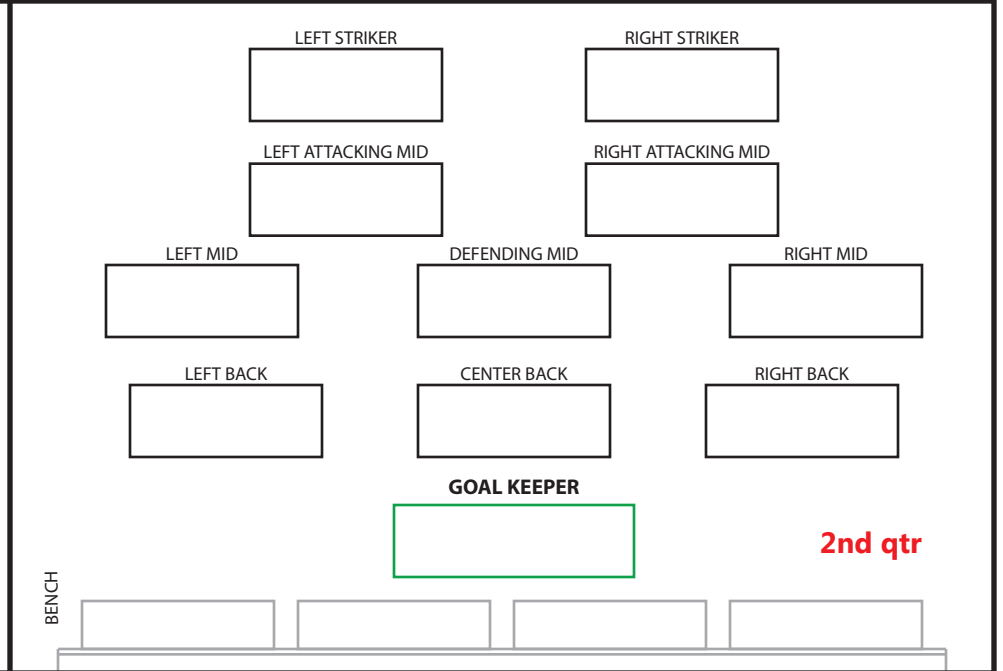 LEFT STRIKER
RIGHT STRIKER
LEFT ATTACKING MID
RIGHT ATTACKING MID
LEFT MID
DEFENDING MID
RIGHT MID
LEFT BACK
CENTER BACK
RIGHT BACK
GOAL KEEPER
2nd qtr
BENCH